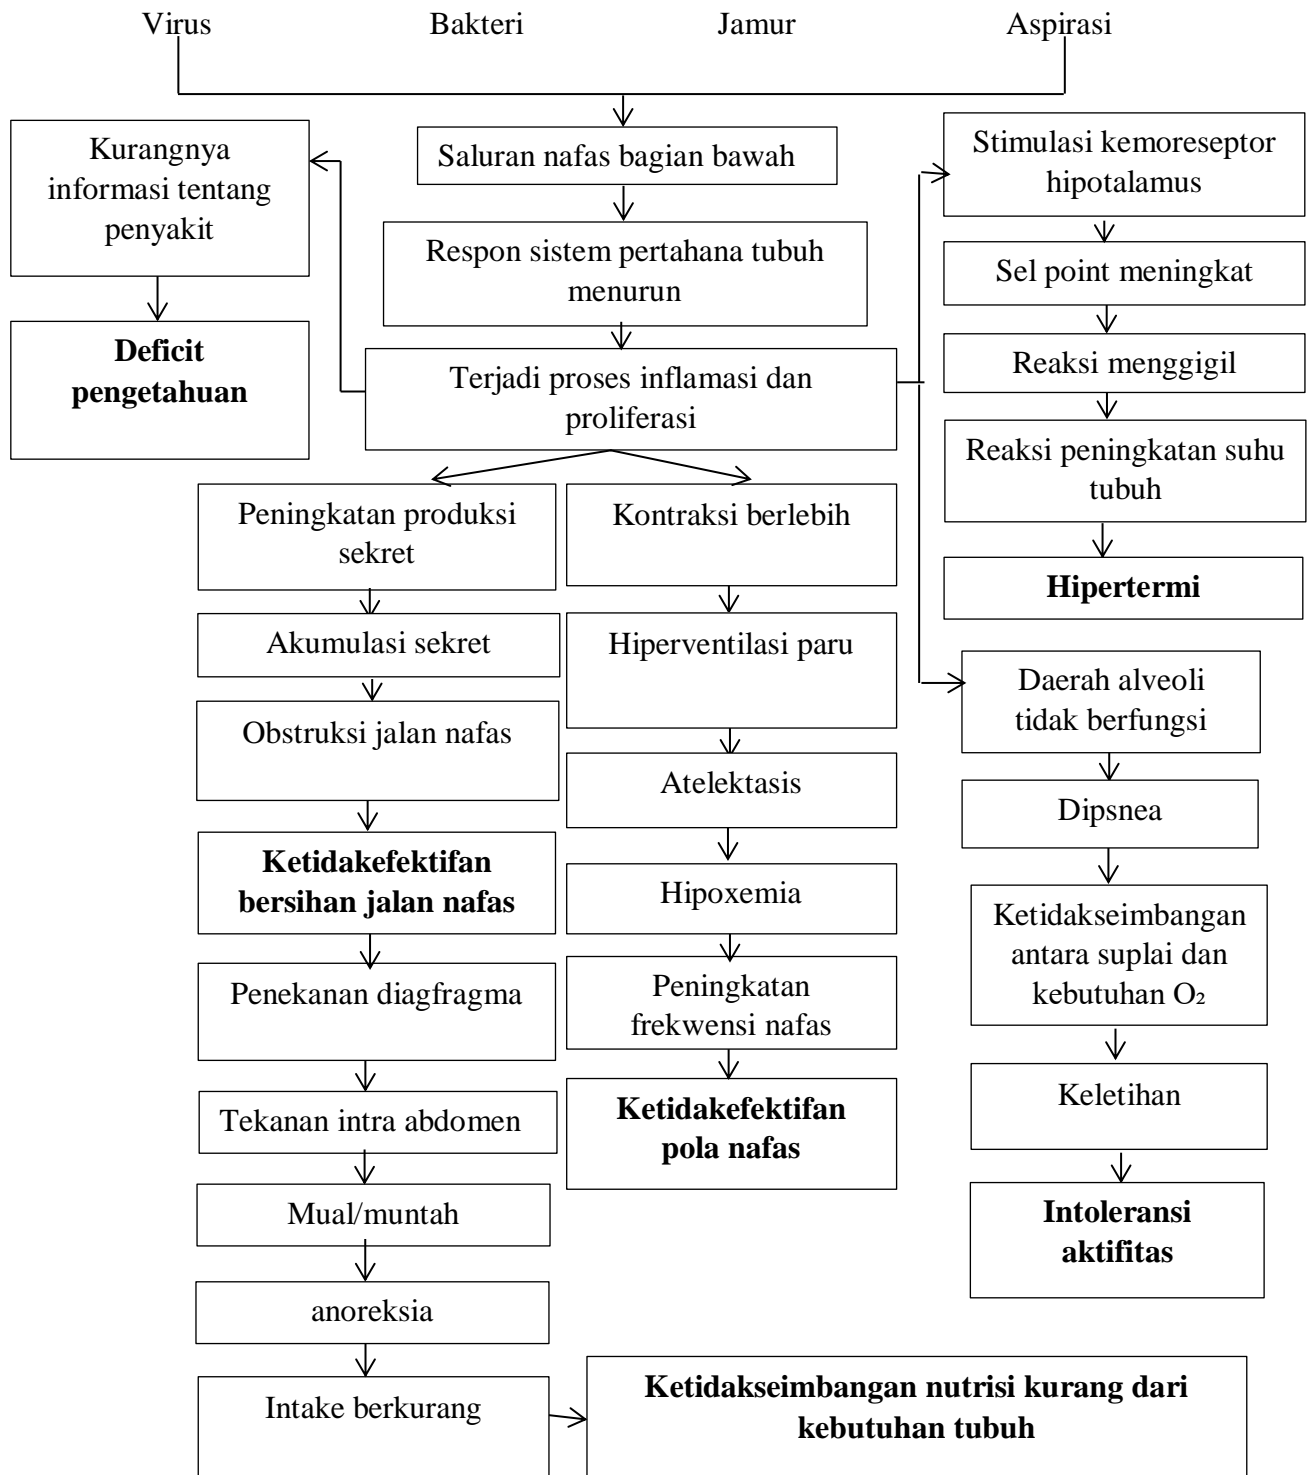 Virus
Bakteri
Jamur
Aspirasi
Kurangnya
informasi tentang
penyakit
Deficit
pengetahuan
Saluran nafas bagian bawah
Respon sistem pertahana tubuh
menurun
Terjadi proses inflamasi dan
proliferasi
Stimulasi kemoreseptor
hipotalamus
Sel point meningkat
Reaksi menggigil
Reaksi peningkatan suhu
tubuh
Hipertermi
Peningkatan produksi
sekret
Akumulasi sekret
Obstruksi jalan nafas
Ketidakefektifan
bersihan jalan nafas
Penekanan diagfragma
Tekanan intra abdomen
Mual/muntah
anoreksia
Intake berkurang
Ketidakseimbangan nutrisi kurang dari
kebutuhan tubuh
Kontraksi berlebih
Hiperventilasi paru
Atelektasis
Hipoxemia
Peningkatan
frekwensi nafas
Ketidakefektifan
pola nafas
Daerah alveoli
tidak berfungsi
Dipsnea
Ketidakseimbangan
antara suplai dan
kebutuhan O₂
Keletihan
Intoleransi
aktifitas